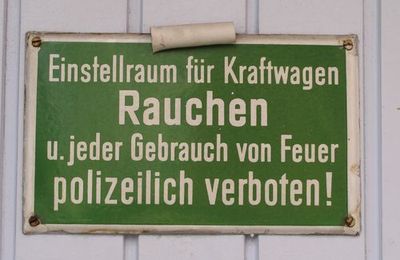 Einstellraum für Kraftwagen
Rauchen
u. jeder Gebrauch von Feuer
polizeilich verboten!